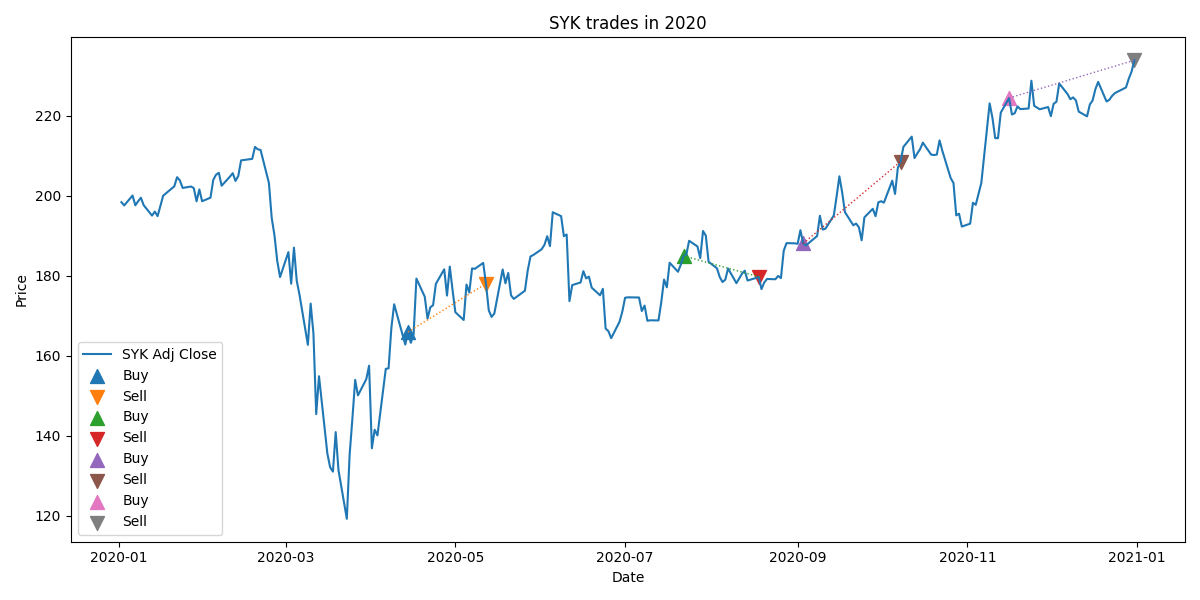 SYK trades in 2020
Price
220
200
180
160
140
120
SYK Adj Close
Buy
Sell
Buy
Sell
Buy
Sell
Buy
Sell
2020-01
2020-03
2020-05
2020-07
2020-09
2020-11
2021-01
Date